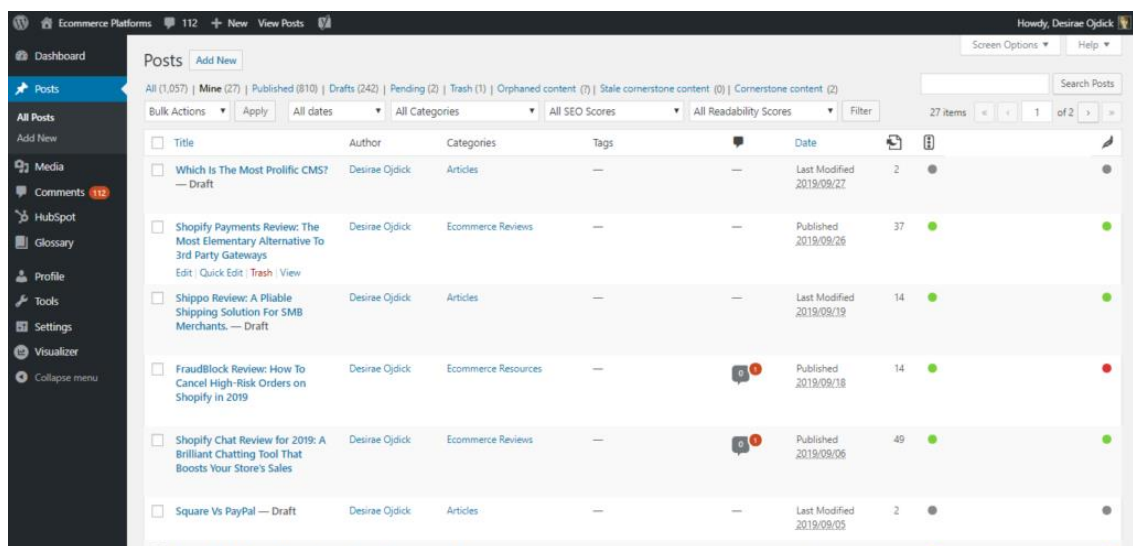 Ecommerce Platforms 112 + New View Posts Howdy, Desirae Ojdick
Screen Options ▼ Help ▼
Dashboard
Posts
All Posts
Add New
Media
Comments 112
HubSpot
Glossary
Profile
Tools
Settings
Visualizer
Collapse menu
Posts Add New
All (1,057) | Mine (27) | Published (810) | Drafts (242) | Pending (2) | Trash (1) | Orphaned content (?) | Stale cornerstone content (0) | Cornerstone content (2)
Search Posts
Bulk Actions ▼ Apply All dates ▼ All Categories ▼ All SEO Scores ▼ All Readability Scores ▼ Filter 27 items « ‹ 1 of 2 › »
Title Author Categories Tags Date
Which Is The Most Prolific CMS? Desirae Ojdick Articles — — Last Modified 2
— Draft 2019/09/27
Shopify Payments Review: The Desirae Ojdick Ecommerce Reviews — — Published 37
Most Elementary Alternative To 2019/09/26
3rd Party Gateways
Edit | Quick Edit | Trash | View
Shippo Review: A Pliable Desirae Ojdick Articles — — Last Modified 14
Shipping Solution For SMB 2019/09/19
Merchants. — Draft
FraudBlock Review: How To Desirae Ojdick Ecommerce Resources — 0 1 Published 14
Cancel High-Risk Orders on 2019/09/18
Shopify in 2019
Shopify Chat Review for 2019: A Desirae Ojdick Ecommerce Reviews — 0 1 Published 49
Brilliant Chatting Tool That 2019/09/06
Boosts Your Store's Sales
Square Vs PayPal — Draft Desirae Ojdick Articles — — Last Modified 2
2019/09/05